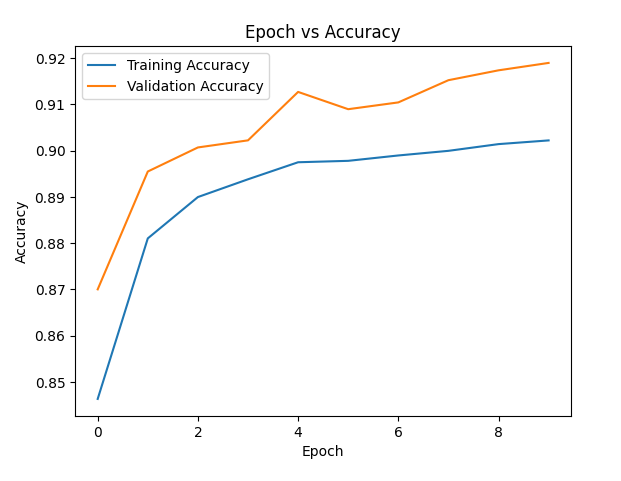 Epoch vs Accuracy
Training Accuracy
Validation Accuracy
0.92
0.91
0.90
0.89
0.88
0.87
0.86
0.85
Accuracy
0 2 4 6 8
Epoch